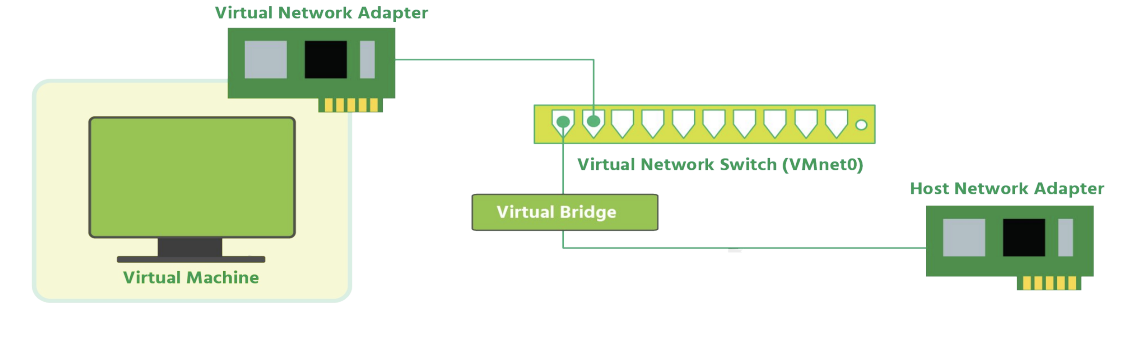 Virtual Network Adapter
Virtual Network Switch (VMnet0)
Host Network Adapter
Virtual Bridge
Virtual Machine